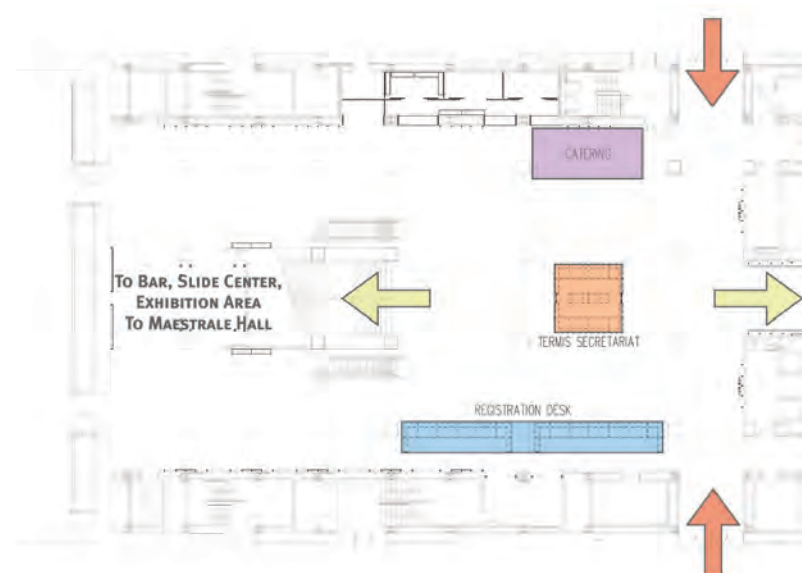 CATERING
TO BAR, SLIDE CENTER,
EXHIBITION AREA
TO MAESTRALE HALL
TERMIS SECRETARIAT
REGISTRATION DESK